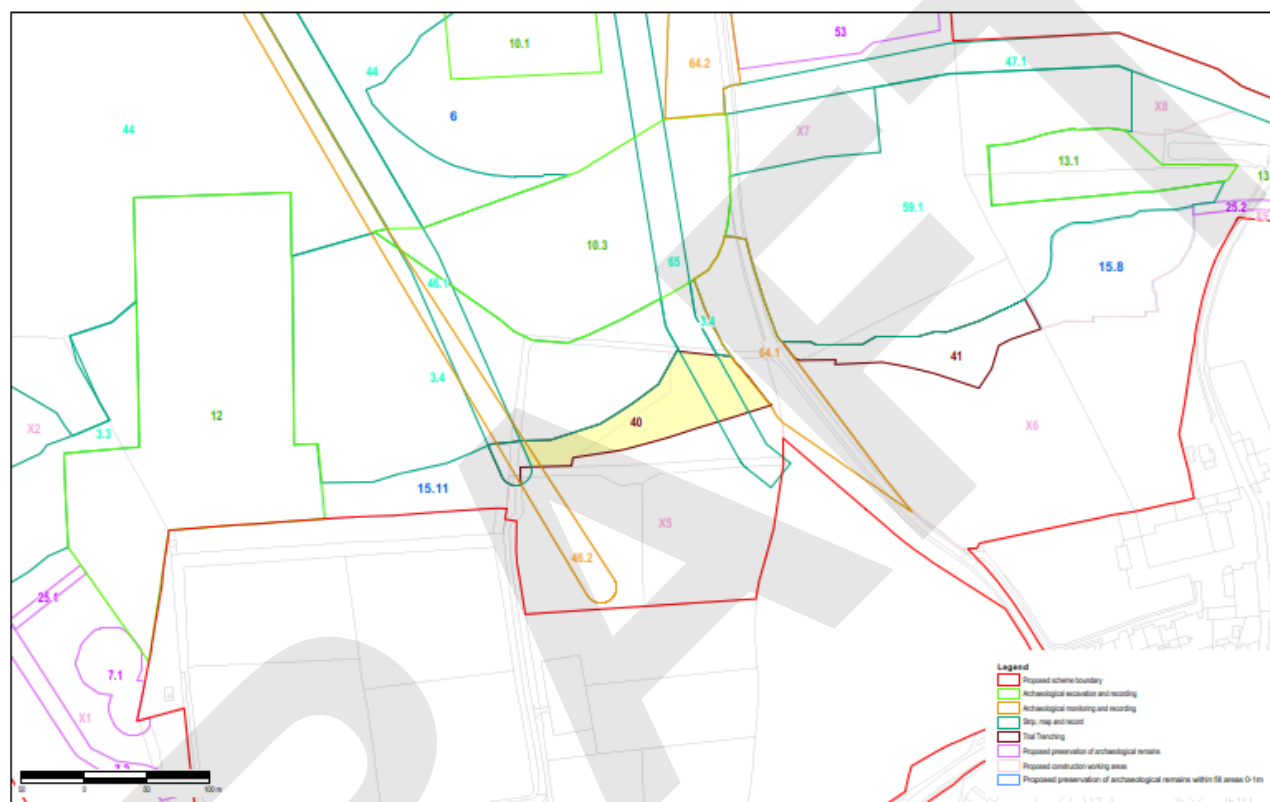 53
10.1
64.2
44
47.1
6
X7
X8
44
13.1
13
59.1
25.2
X9
10.3
65
15.8
46.1
3.4
64.1
41
3.4
12
40
X2
3.3
X6
15.11
X5
46.2
25.1
7.1
X1
Legend
Proposed scheme boundary
Archaeological excavation and recording
Archaeological monitoring and recording
Strip, map and record
Trial Trenching
Proposed preservation of archaeological remains
Proposed construction working areas
Proposed preservation of archaeological remains within fill areas 0-1m
50 0 50 100 m
DRAFT